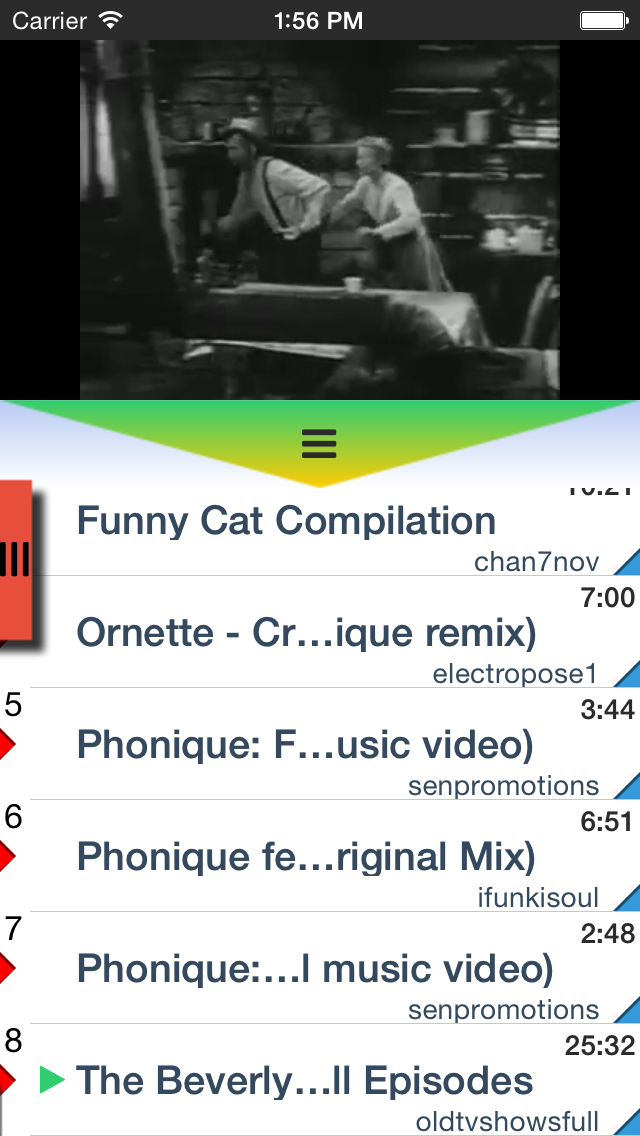 Carrier 1:56 PM
Funny Cat Compilation
chan7nov
7:00
Ornette - Cr...ique remix)
electropose1
5
3:44
Phonique: F...usic video)
senpromotions
6
6:51
Phonique fe...riginal Mix)
ifunkisoul
7
2:48
Phonique:...l music video)
senpromotions
8
25:32
The Beverly...ll Episodes
oldtvshowsfull